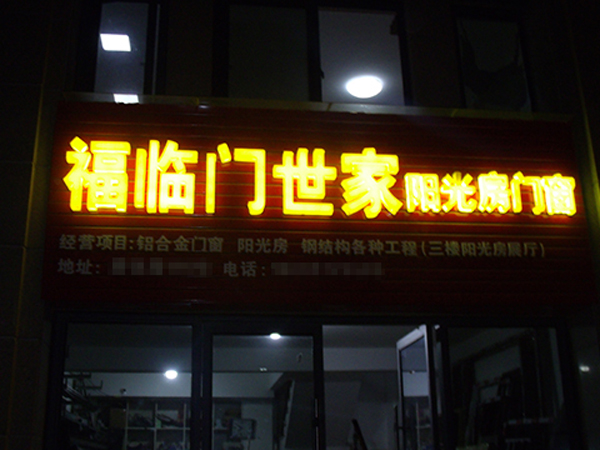 福临门世家 阳光房门窗
经营项目:铝合金门窗 阳光房 钢结构各种工程(三楼阳光房展厅)
地址: 电话: